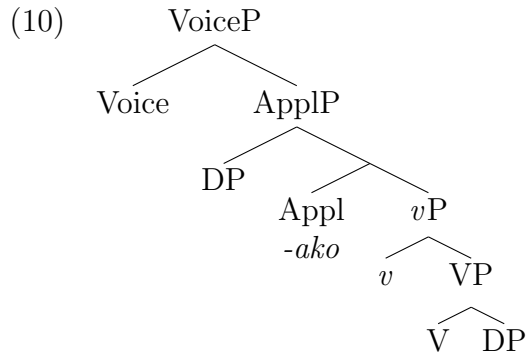 (10) VoiceP
Voice ApplP
DP
Appl vP
-ako v VP
V DP